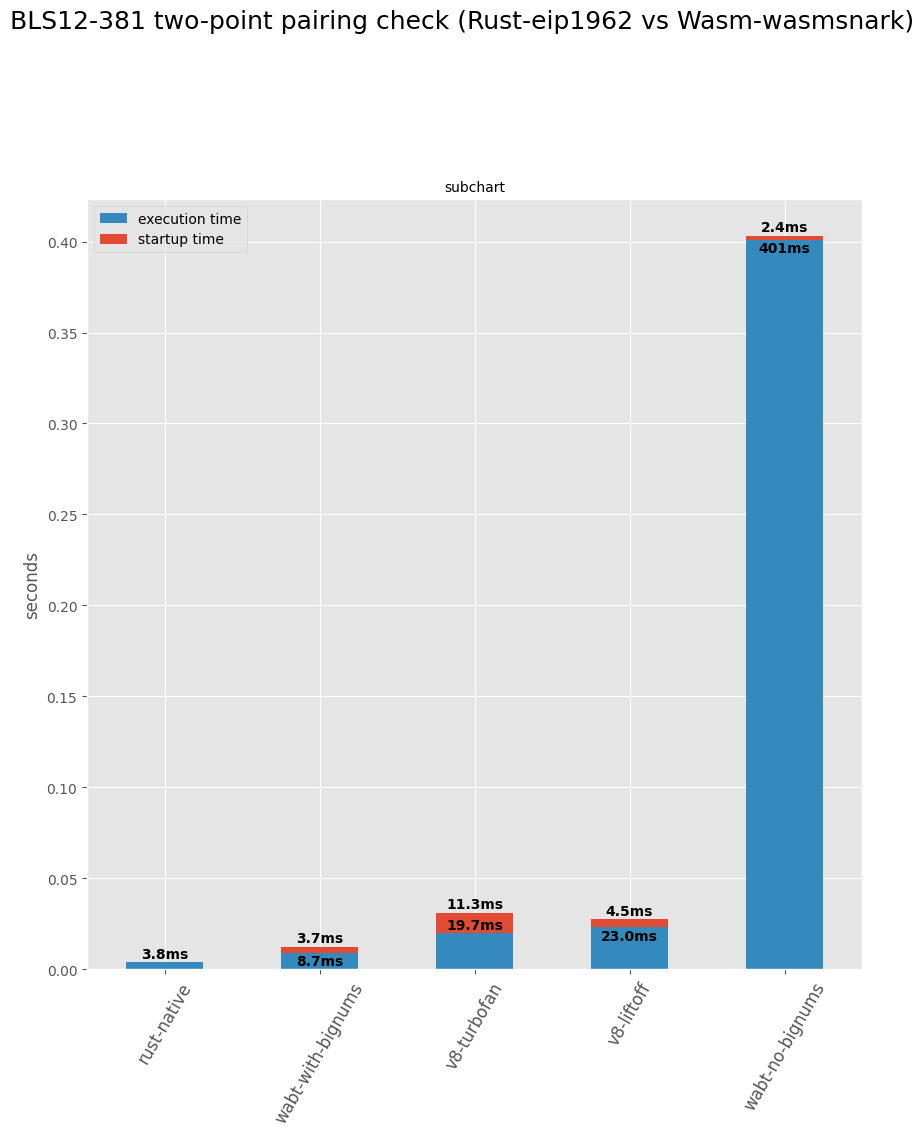 BLS12-381 two-point pairing check (Rust-eip1962 vs Wasm-wasmsnark)
subchart
execution time
startup time
seconds
0.40
0.35
0.30
0.25
0.20
0.15
0.10
0.05
0.00
3.8ms
3.7ms
8.7ms
11.3ms
19.7ms
4.5ms
23.0ms
2.4ms
401ms
rust-native
wabt-with-bignums
v8-turbofan
v8-liftoff
wabt-no-bignums